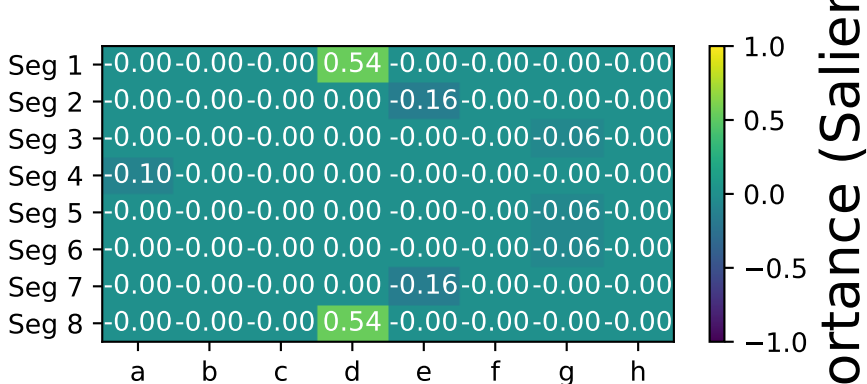 Seg 1 -0.00 -0.00 -0.00 0.54 -0.00 -0.00 -0.00 -0.00 1.0
Seg 2 -0.00 -0.00 -0.00 0.00 -0.16 -0.00 -0.00 -0.00
Seg 3 -0.00 -0.00 -0.00 0.00 -0.00 -0.00 -0.06 -0.00 0.5
Seg 4 -0.10 -0.00 -0.00 0.00 -0.00 -0.00 -0.00 -0.00 0.0
Seg 5 -0.00 -0.00 -0.00 0.00 -0.00 -0.00 -0.06 -0.00
Seg 6 -0.00 -0.00 -0.00 0.00 -0.00 -0.00 -0.06 -0.00 −0.5
Seg 7 -0.00 -0.00 -0.00 0.00 -0.16 -0.00 -0.00 -0.00
Seg 8 -0.00 -0.00 -0.00 0.54 -0.00 -0.00 -0.00 -0.00 −1.0
a b c d e f g h
ortance (Salien